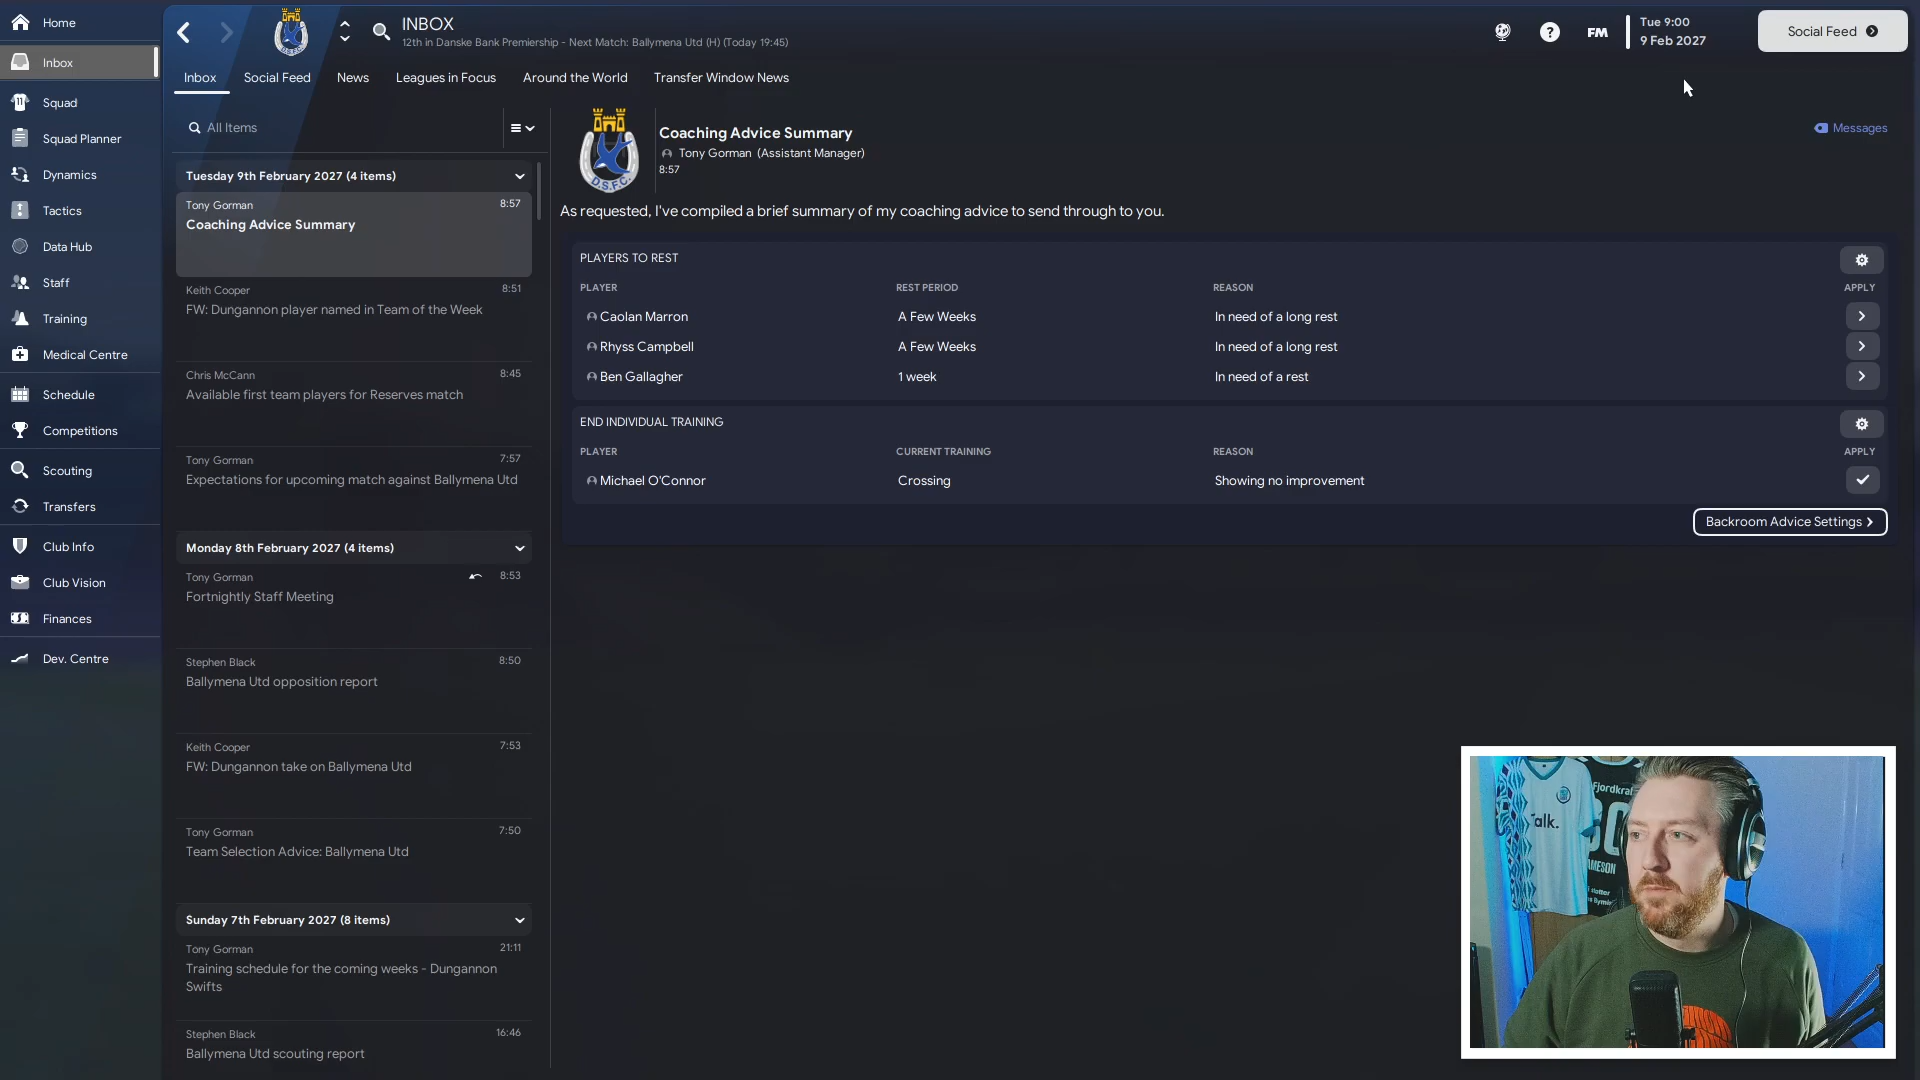 Home
Inbox
Squad
Squad Planner
Dynamics
Tactics
Data Hub
Staff
Training
Medical Centre
Schedule
Competitions
Scouting
Transfers
Club Info
Club Vision
Finances
Dev. Centre
INBOX
12th in Danske Bank Premiership - Next Match: Ballymena Utd (H) (Today 19:45)
FM
Tue 9:00
9 Feb 2027
Social Feed
Inbox Social Feed News Leagues in Focus Around the World Transfer Window News
All Items
Tuesday 9th February 2027 (4 items)
Tony Gorman 8:57
Coaching Advice Summary
Keith Cooper 8:51
FW: Dungannon player named in Team of the Week
Chris McCann 8:45
Available first team players for Reserves match
Tony Gorman 7:57
Expectations for upcoming match against Ballymena Utd
Monday 8th February 2027 (4 items)
Tony Gorman 8:53
Fortnightly Staff Meeting
Stephen Black 8:50
Ballymena Utd opposition report
Keith Cooper 7:53
FW: Dungannon take on Ballymena Utd
Tony Gorman 7:50
Team Selection Advice: Ballymena Utd
Sunday 7th February 2027 (8 items)
Tony Gorman 21:11
Training schedule for the coming weeks - Dungannon
Swifts
Stephen Black 16:46
Ballymena Utd scouting report
D.S.F.C.
Coaching Advice Summary
Tony Gorman (Assistant Manager)
8:57
Messages
As requested, I've compiled a brief summary of my coaching advice to send through to you.
PLAYERS TO REST
PLAYER REST PERIOD REASON APPLY
Caolan Marron A Few Weeks In need of a long rest
Rhyss Campbell A Few Weeks In need of a long rest
Ben Gallagher 1 week In need of a rest
END INDIVIDUAL TRAINING
PLAYER CURRENT TRAINING REASON APPLY
Michael O'Connor Crossing Showing no improvement
Backroom Advice Settings